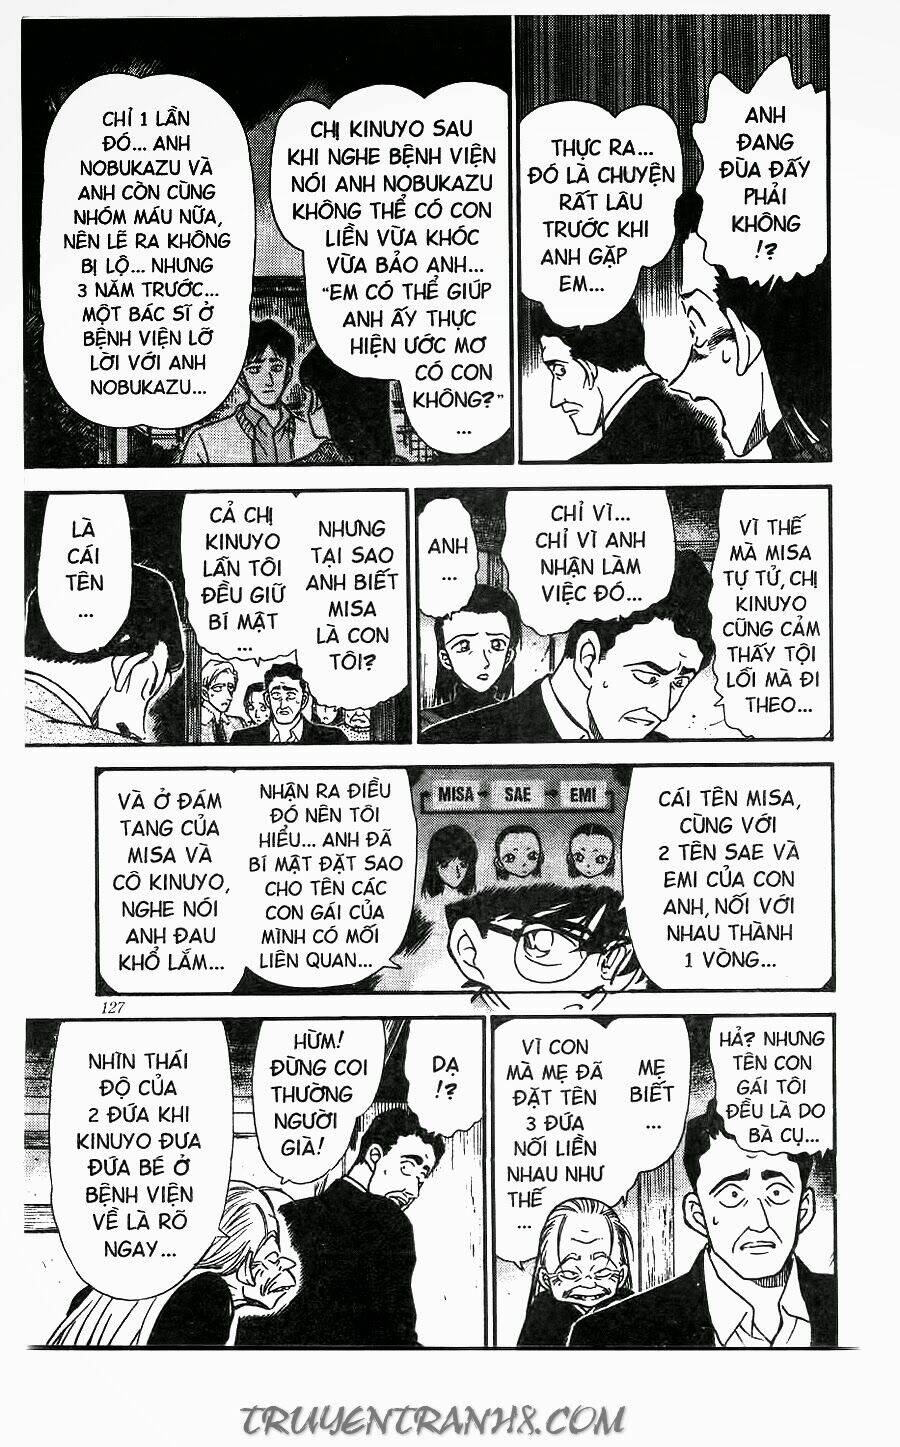 ANH
ĐANG
ĐÙA ĐẤY
PHẢI
KHÔNG
!?
THỰC RA...
ĐÓ LÀ CHUYỆN
RẤT LÂU
TRƯỚC KHI
ANH GẶP
EM...
CHỊ KINUYO SAU
KHI NGHE BỆNH VIỆN
NÓI ANH NOBUKAZU
KHÔNG THỂ CÓ CON
LIỀN VỪA KHÓC
VỪA BẢO ANH...
"EM CÓ THỂ GIÚP
ANH ẤY THỰC
HIỆN ƯỚC MƠ
CÓ CON
KHÔNG?"
...
CHỈ 1 LẦN
ĐÓ... ANH
NOBUKAZU VÀ
ANH CÒN CÙNG
NHÓM MÁU NỮA,
NÊN LẼ RA KHÔNG
BỊ LỘ... NHƯNG
3 NĂM TRƯỚC...
MỘT BÁC SĨ Ở
BỆNH VIỆN LỠ
LỜI VỚI ANH
NOBUKAZU...
VÌ THẾ
MÀ MISA
TỰ TỬ, CHỊ
KINUYO
CŨNG CẢM
THẤY TỘI
LỖI MÀ ĐI
THEO...
CHỈ VÌ...
CHỈ VÌ ANH
NHẬN LÀM
VIỆC ĐÓ...
ANH
...
NHƯNG
TẠI SAO
ANH BIẾT
MISA
LÀ CON
TÔI?
CẢ CHỊ
KINUYO
LẪN TÔI
ĐỀU GIỮ
BÍ MẬT
...
LÀ
CÁI
TÊN
...
CÁI TÊN MISA,
CÙNG VỚI
2 TÊN SAE VÀ
EMI CỦA CON
ANH, NỐI VỚI
NHAU THÀNH
1 VÒNG...
MISA SAE EMI
NHẬN RA ĐIỀU
ĐÓ NÊN TÔI
HIỂU... ANH ĐÃ
BÍ MẬT ĐẶT SAO
CHO TÊN CÁC
CON GÁI CỦA
MÌNH CÓ MỐI
LIÊN QUAN...
VÀ Ở ĐÁM
TANG CỦA
MISA VÀ
CÔ KINUYO,
NGHE NÓI
ANH ĐAU
KHỔ LẮM...
127
HẢ? NHƯNG
TÊN CON
GÁI TÔI
ĐỀU LÀ DO
BÀ CỤ...
MẸ
BIẾT
...
VÌ CON
MÀ MẸ ĐÃ
ĐẶT TÊN
3 ĐỨA
NỐI LIỀN
NHAU NHƯ
THẾ
...
DẠ
!?
HỪM!
ĐỪNG COI
THƯỜNG
NGƯỜI
GIÀ!
NHÌN THÁI
ĐỘ CỦA
2 ĐỨA KHI
KINUYO ĐƯA
ĐỨA BÉ Ở
BỆNH VIỆN
VỀ LÀ RÕ
NGAY...
TRUYENTRANH8.COM